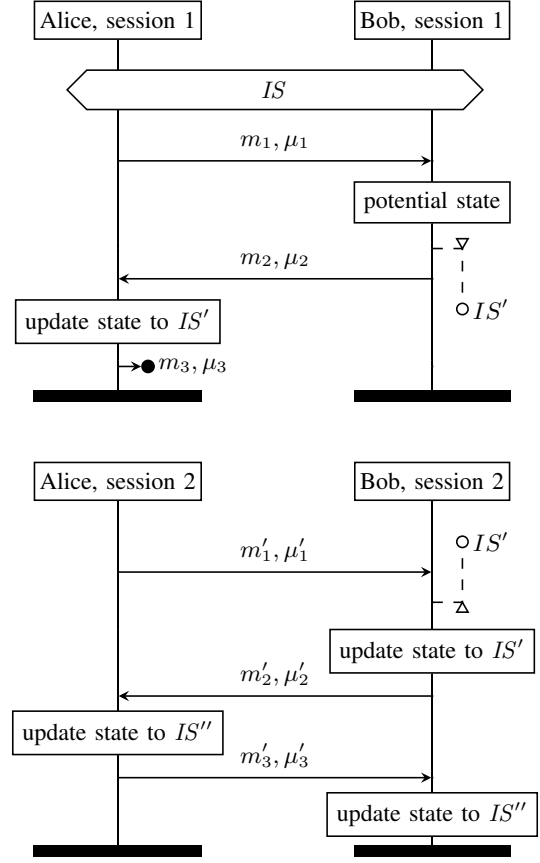 Alice, session 1
Bob, session 1
IS
m₁, μ₁
potential state
m₂, μ₂
IS′
update state to IS′
m₃, μ₃
Alice, session 2
Bob, session 2
IS′
m′₁, μ′₁
update state to IS′
m′₂, μ′₂
update state to IS′′
m′₃, μ′₃
update state to IS′′